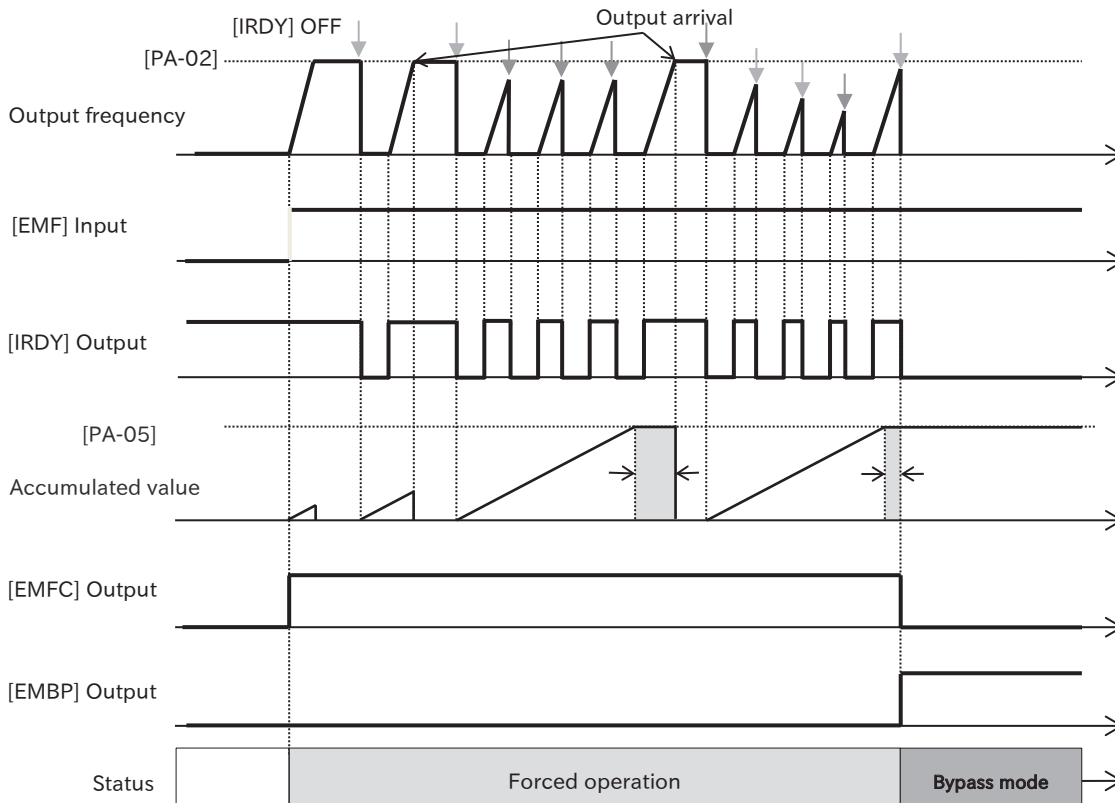 [IRDY] OFF
Output arrival
[PA-02]
Output frequency
[EMF] Input
[IRDY] Output
[PA-05]
Accumulated value
[EMFC] Output
[EMBP] Output
Status
Forced operation
Bypass mode